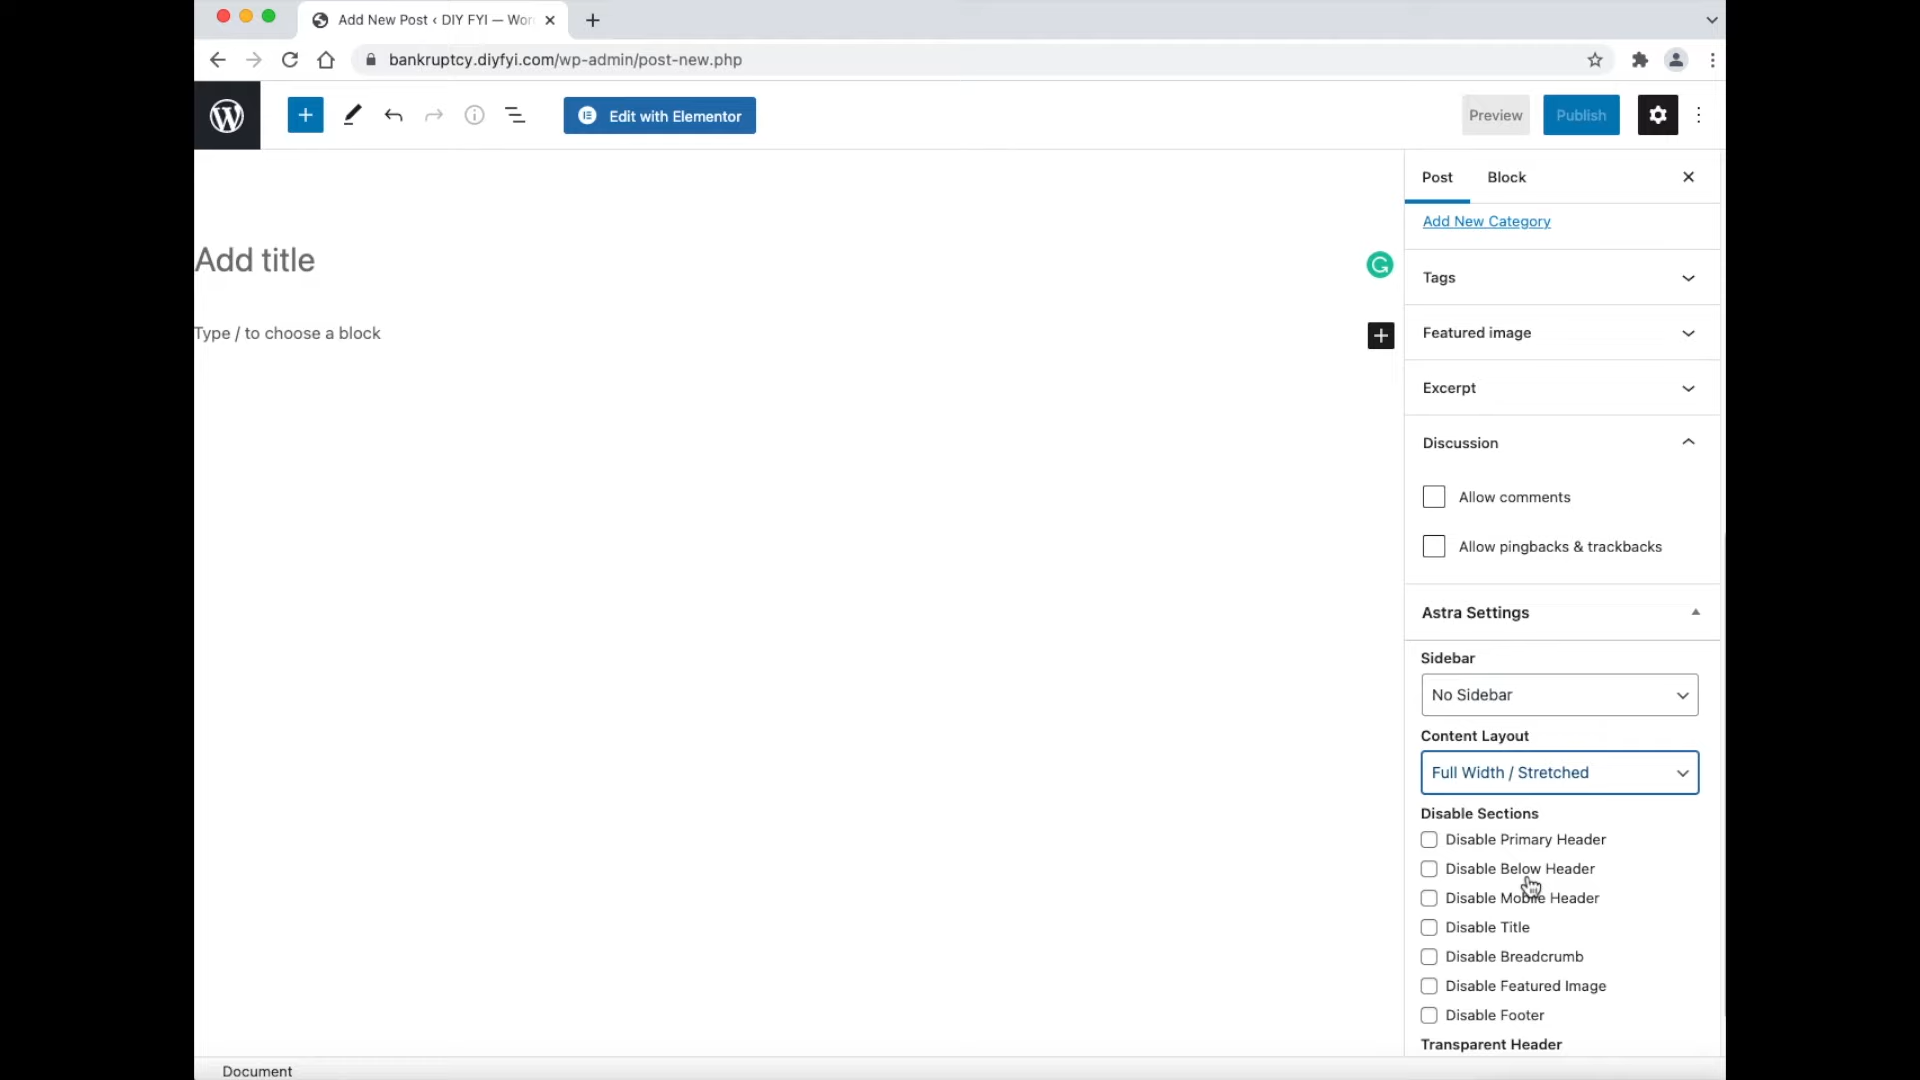 Add New Post ‹ DIY FYI — Wor
bankruptcy.diyfyi.com/wp-admin/post-new.php
Edit with Elementor
Preview
Publish
Post
Block
Add New Category
Add title
Tags
Type / to choose a block
Featured image
Excerpt
Discussion
Allow comments
Allow pingbacks & trackbacks
Astra Settings
Sidebar
No Sidebar
Content Layout
Full Width / Stretched
Disable Sections
Disable Primary Header
Disable Below Header
Disable Mobile Header
Disable Title
Disable Breadcrumb
Disable Featured Image
Disable Footer
Transparent Header
Document